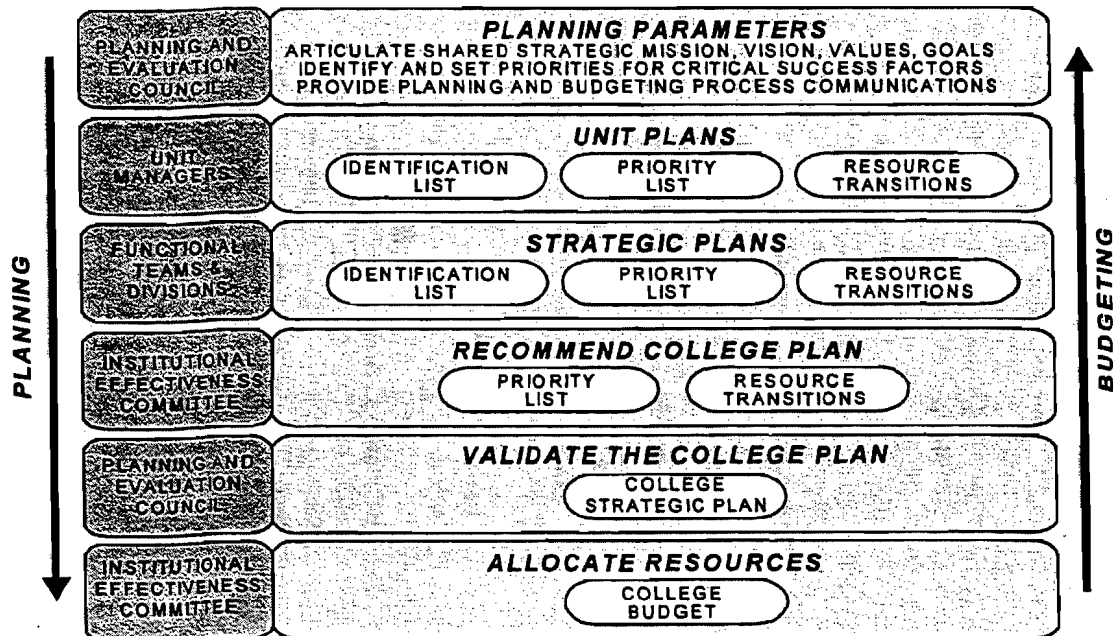 PLANNING AND
EVALUATION
COUNCIL
PLANNING PARAMETERS
ARTICULATE SHARED STRATEGIC MISSION, VISION, VALUES, GOALS
IDENTIFY AND SET PRIORITIES FOR CRITICAL SUCCESS FACTORS
PROVIDE PLANNING AND BUDGETING PROCESS COMMUNICATIONS
UNIT
MANAGERS
UNIT PLANS
IDENTIFICATION
LIST
PRIORITY
LIST
RESOURCE
TRANSITIONS
FUNCTIONAL
TEAMS &
DIVISIONS
STRATEGIC PLANS
IDENTIFICATION
LIST
PRIORITY
LIST
RESOURCE
TRANSITIONS
INSTITUTIONAL
EFFECTIVENESS
COMMITTEE
RECOMMEND COLLEGE PLAN
PRIORITY
LIST
RESOURCE
TRANSITIONS
PLANNING AND
EVALUATION
COUNCIL
VALIDATE THE COLLEGE PLAN
COLLEGE
STRATEGIC PLAN
INSTITUTIONAL
EFFECTIVENESS
COMMITTEE
ALLOCATE RESOURCES
COLLEGE
BUDGET
PLANNING
BUDGETING